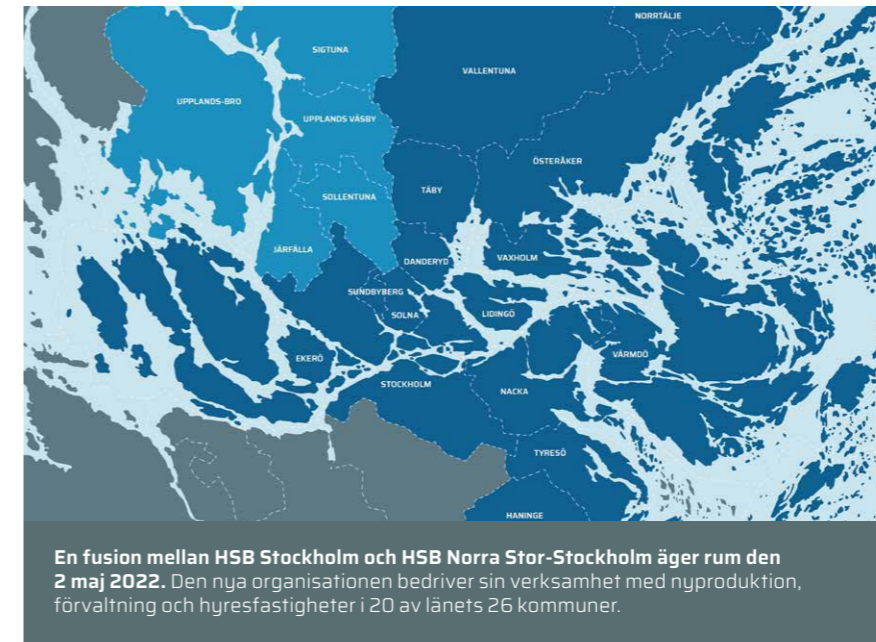 NORRTÄLJE
SIGTUNA
VALLENTUNA
UPPLANDS-BRO
UPPLANDS VÄSBY
ÖSTERÅKER
TÄBY
SOLLENTUNA
JÄRFÄLLA
DANDERYD
VAXHOLM
SUNDBYBERG
SOLNA
LIDINGÖ
EKERÖ
VÄRMDÖ
STOCKHOLM
NACKA
TYRESÖ
HANINGE
En fusion mellan HSB Stockholm och HSB Norra Stor-Stockholm äger rum den
2 maj 2022. Den nya organisationen bedriver sin verksamhet med nyproduktion,
förvaltning och hyresfastigheter i 20 av länets 26 kommuner.